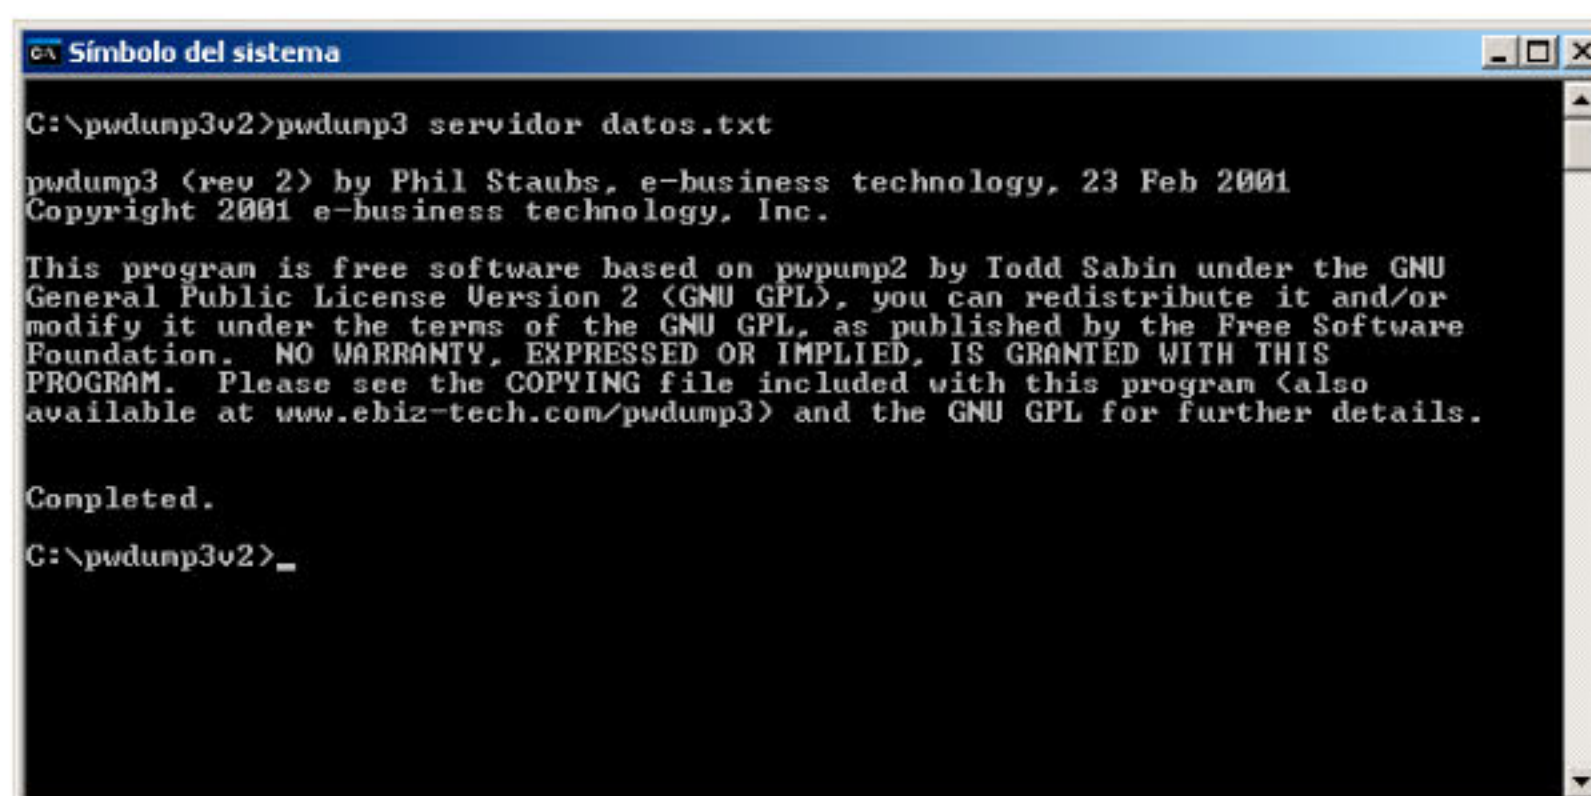 Símbolo del sistema
C:\pwdump3v2>pwdump3 servidor datos.txt
pwdump3 (rev 2) by Phil Staubs, e-business technology, 23 Feb 2001
Copyright 2001 e-business technology, Inc.
This program is free software based on pwpump2 by Todd Sabin under the GNU
General Public License Version 2 (GNU GPL), you can redistribute it and/or
modify it under the terms of the GNU GPL, as published by the Free Software
Foundation.  NO WARRANTY, EXPRESSED OR IMPLIED, IS GRANTED WITH THIS
PROGRAM.  Please see the COPYING file included with this program (also
available at www.ebiz-tech.com/pwdump3) and the GNU GPL for further details.
Completed.
C:\pwdump3v2>_